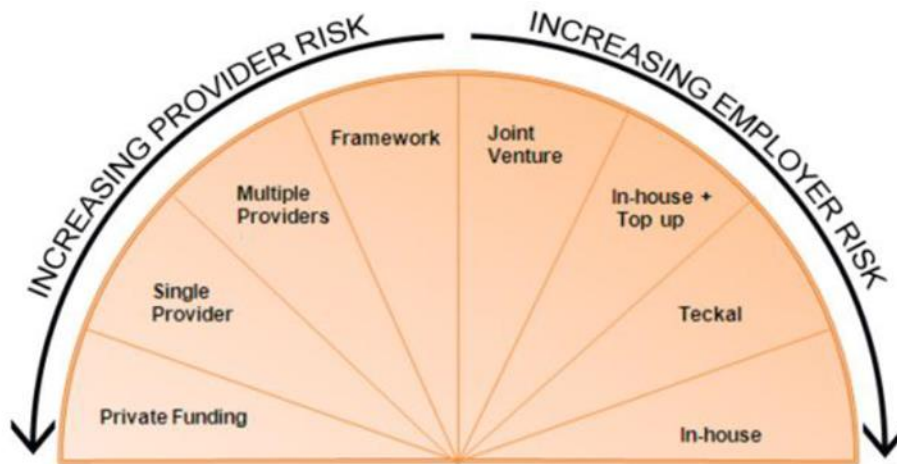 INCREASING PROVIDER RISK
INCREASING EMPLOYER RISK
Framework
Joint
Venture
Multiple
Providers
In-house +
Top up
Single
Provider
Teckal
Private Funding
In-house